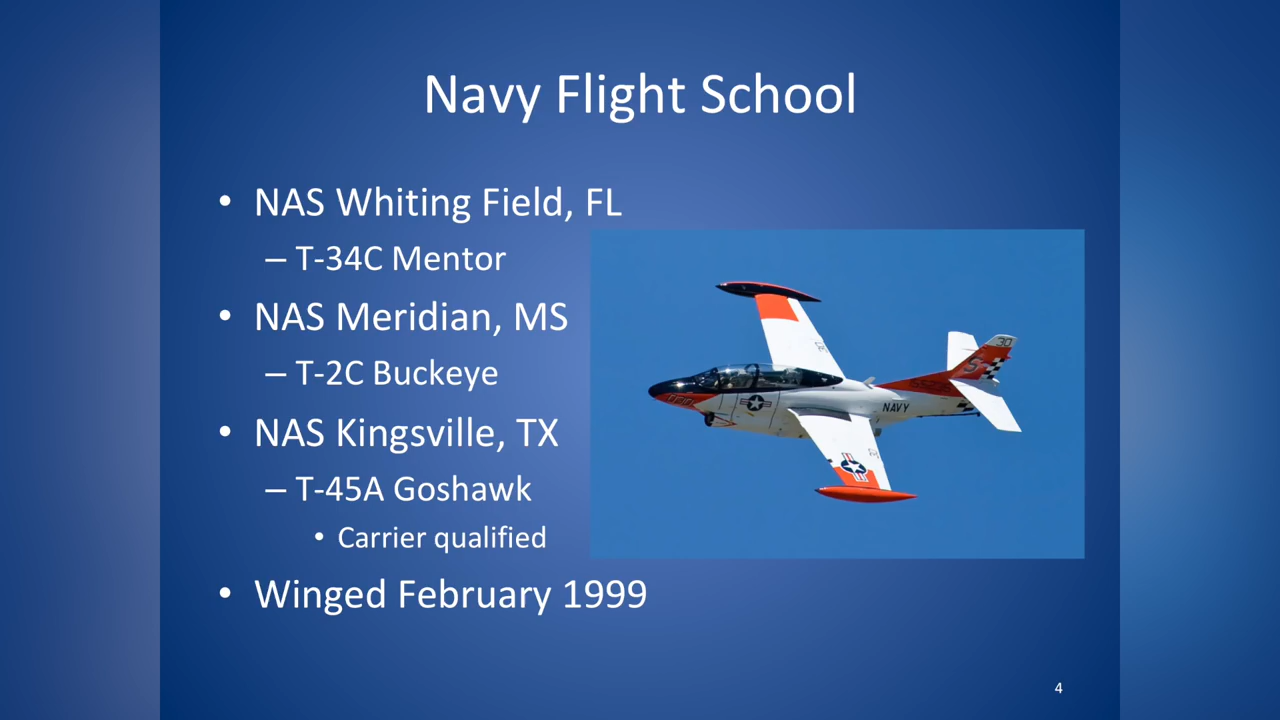 Navy Flight School
• NAS Whiting Field, FL
– T-34C Mentor
• NAS Meridian, MS
– T-2C Buckeye
• NAS Kingsville, TX
– T-45A Goshawk
• Carrier qualified
• Winged February 1999
NAVY
30
S
4